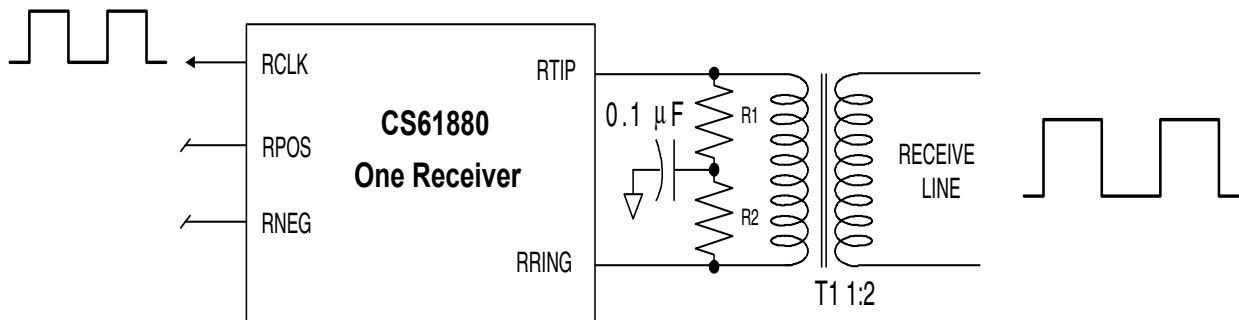 RCLK
RTIP
0.1 µF
R1
CS61880
One Receiver
RPOS
RECEIVE
LINE
RNEG
R2
RRING
T1 1:2